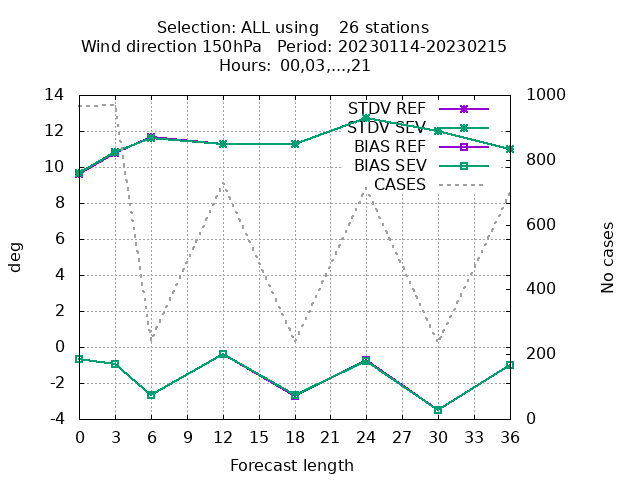 Selection: ALL using    26 stations
Wind direction 150hPa   Period: 20230114-20230215
Hours: 00,03,...,21
14 1000
STDV REF
12 STDV SEV
BIAS REF
10 BIAS SEV 800
CASES
8
600
6
deg No cases
4 400
2
0
200
-2
-4 0
0 3 6 9 12 15 18 21 24 27 30 33 36
Forecast length